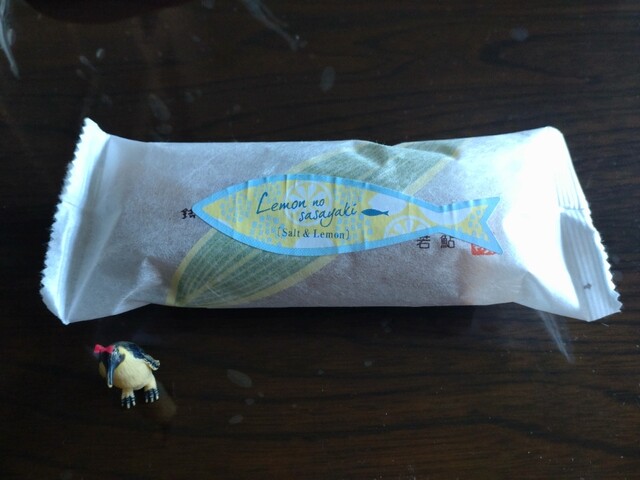 Lemon no
sasayaki
[Salt & Lemon]
若鮎